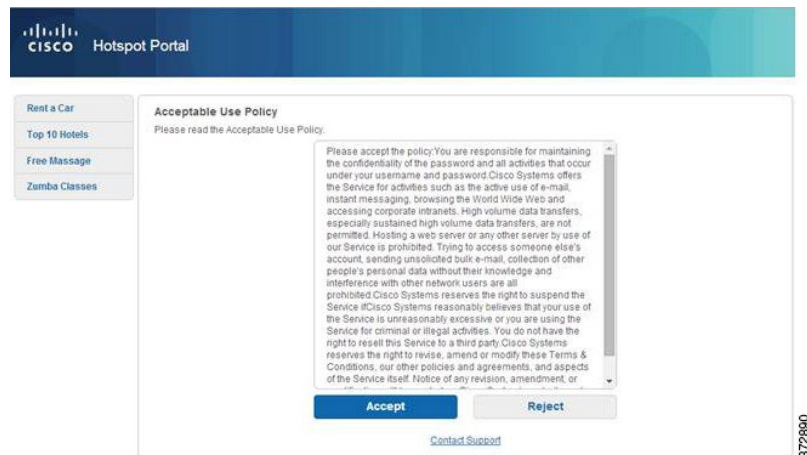 CISCO Hotspot Portal
Rent a Car
Top 10 Hotels
Free Massage
Zumba Classes
Acceptable Use Policy
Please read the Acceptable Use Policy.
Please accept the policy:You are responsible for maintaining
the confidentiality of the password and all activities that occur
under your username and password.Cisco Systems offers
the Service for activities such as the active use of e-mail,
instant messaging, browsing the World Wide Web and
accessing corporate intranets. High volume data transfers,
especially sustained high volume data transfers, are not
permitted. Hosting a web server or any other server by use of
our Service is prohibited. Trying to access someone else's
account, sending unsolicited bulk e-mail, collection of other
people's personal data without their knowledge and
interference with other network users are all
prohibited.Cisco Systems reserves the right to suspend the
Service ifCisco Systems reasonably believes that your use of
the Service is unreasonably excessive or you are using the
Service for criminal or illegal activities. You do not have the
right to resell this Service to a third party.Cisco Systems
reserves the right to revise, amend or modify these Terms &
Conditions, our other policies and agreements, and aspects
of the Service itself. Notice of any revision, amendment, or
Accept
Reject
Contact Support
372890